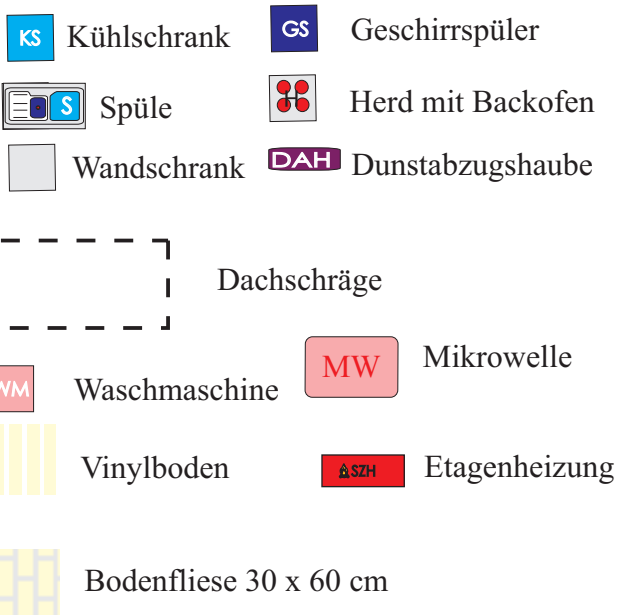 KS Kühlschrank GS Geschirrspüler
S Spüle H Herd mit Backofen
Wandschrank DAH Dunstabzugshaube
Dachschräge
WM Waschmaschine MW Mikrowelle
Vinylboden SZH Etagenheizung
Bodenfliese 30 x 60 cm